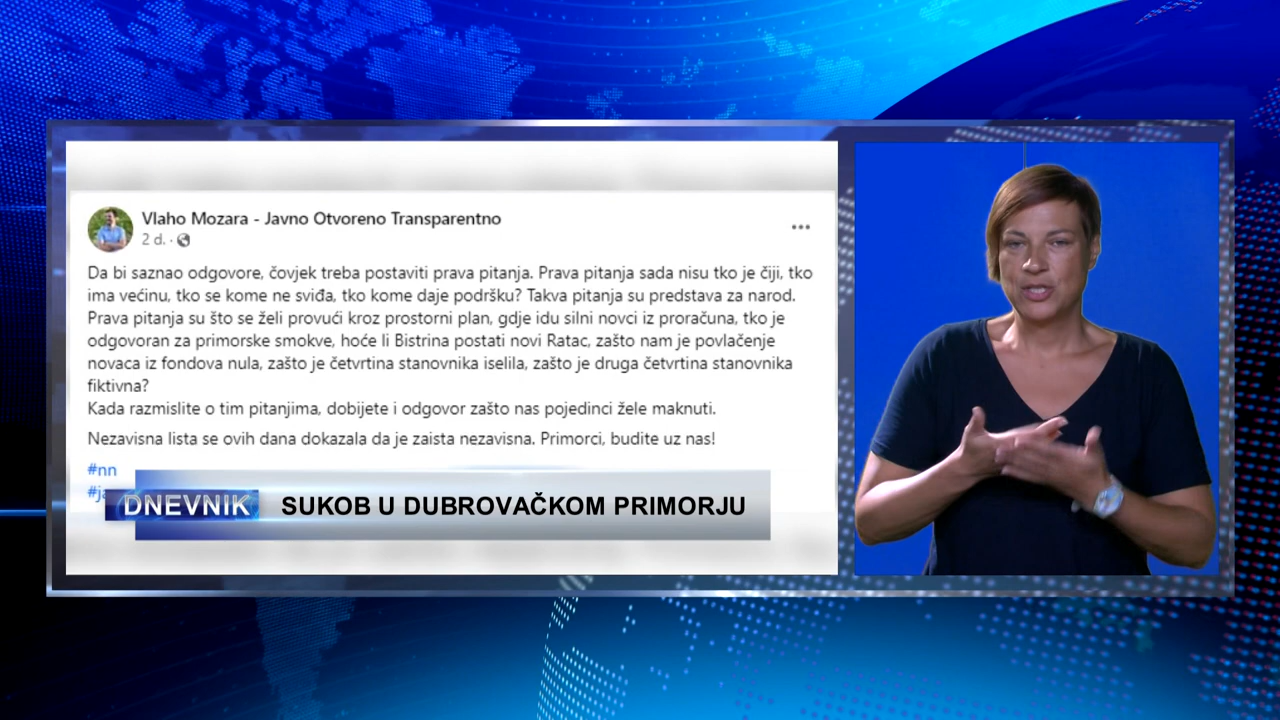 Vlaho Mozara - Javno Otvoreno Transparentno
2 d. ·
Da bi saznao odgovore, čovjek treba postaviti prava pitanja. Prava pitanja sada nisu tko je čiji, tko
ima većinu, tko se kome ne sviđa, tko kome daje podršku? Takva pitanja su predstava za narod.
Prava pitanja su što se želi provući kroz prostorni plan, gdje idu silni novci iz proračuna, tko je
odgovoran za primorske smokve, hoće li Bistrina postati novi Ratac, zašto nam je povlačenje
novaca iz fondova nula, zašto je četvrtina stanovnika iselila, zašto je druga četvrtina stanovnika
fiktivna?
Kada razmislite o tim pitanjima, dobijete i odgovor zašto nas pojedinci žele maknuti.
Nezavisna lista se ovih dana dokazala da je zaista nezavisna. Primorci, budite uz nas!
#nn
DNEVNIK SUKOB U DUBROVAČKOM PRIMORJU